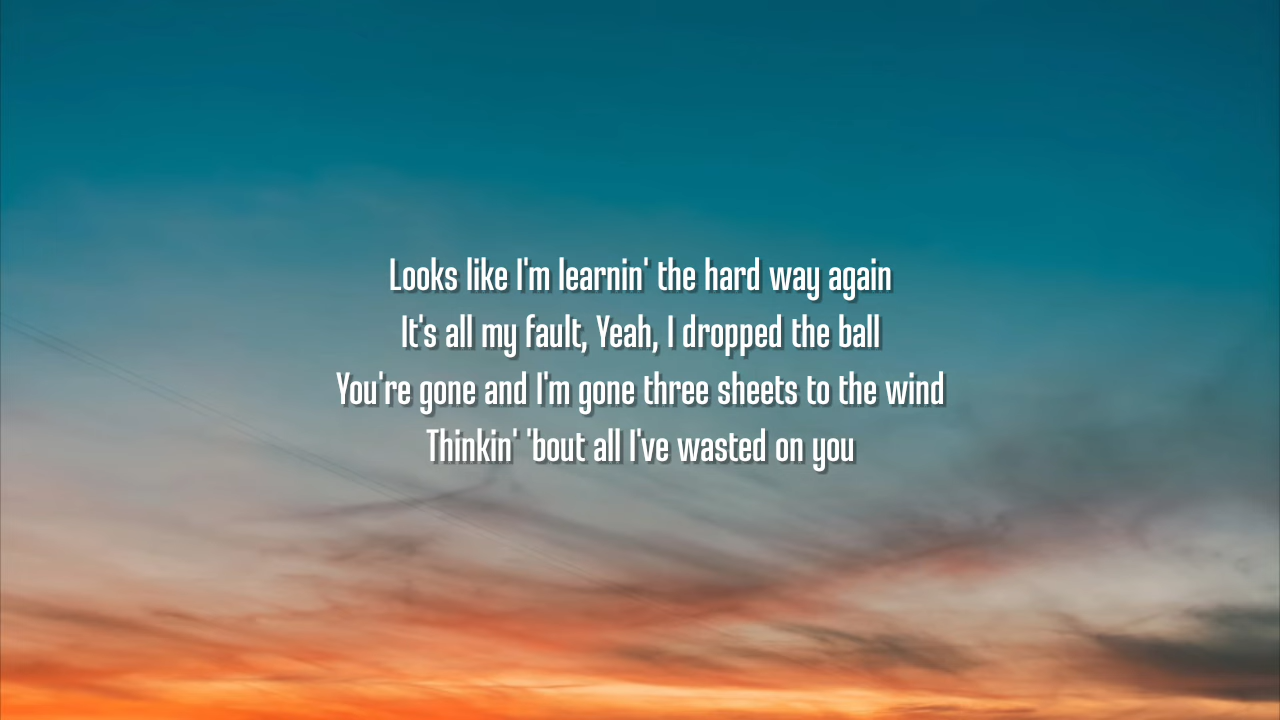 Looks like I'm learnin' the hard way again
It's all my fault, Yeah, I dropped the ball
You're gone and I'm gone three sheets to the wind
Thinkin' 'bout all I've wasted on you